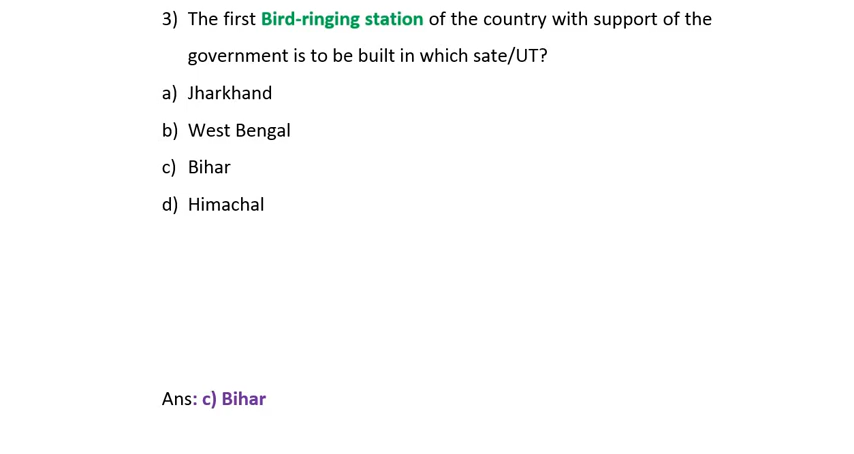 3) The first Bird-ringing station of the country with support of the
government is to be built in which sate/UT?
a) Jharkhand
b) West Bengal
c) Bihar
d) Himachal
Ans: c) Bihar